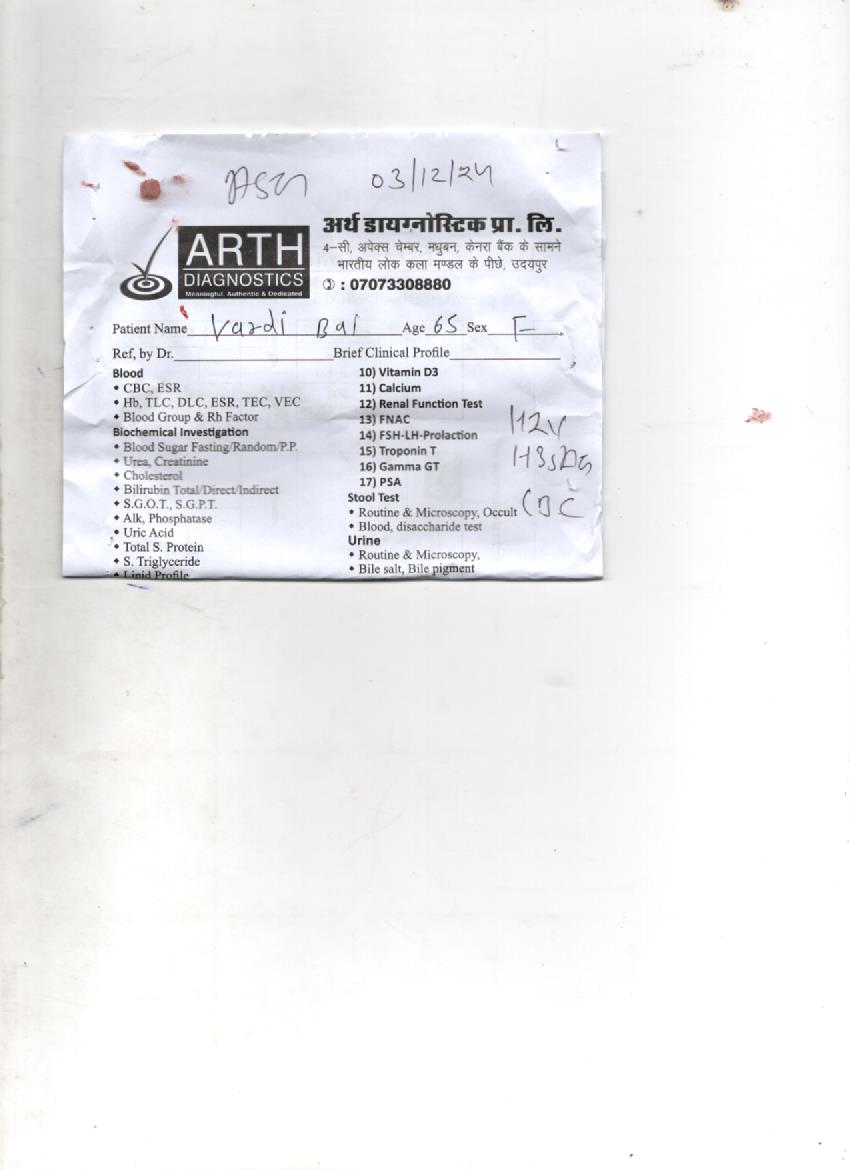 03/12/24
ARTH
DIAGNOSTICS
Meaningful, Authentic & Dedicated
अर्थ डायग्नोस्टिक प्रा. लि.
4-सी, अपेक्स चेम्बर, मधुबन, केनरा बैंक के सामने
भारतीय लोक कला मण्डल के पीछे, उदयपुर
✆ : 07073308880
Patient Name Vardi Bai Age 65 Sex F
Ref, by Dr. Brief Clinical Profile
Blood
• CBC, ESR
• Hb, TLC, DLC, ESR, TEC, VEC
• Blood Group & Rh Factor
Biochemical Investigation
• Blood Sugar Fasting/Random/P.P.
• Urea, Creatinine
• Cholesterol
• Bilirubin Total/Direct/Indirect
• S.G.O.T., S.G.P.T.
• Alk, Phosphatase
• Uric Acid
• Total S. Protein
• S. Triglyceride
• Lipid Profile
10) Vitamin D3
11) Calcium
12) Renal Function Test
13) FNAC
14) FSH-LH-Prolaction
15) Troponin T
16) Gamma GT
17) PSA
Stool Test
• Routine & Microscopy, Occult
• Blood, disaccharide test
Urine
• Routine & Microscopy,
• Bile salt, Bile pigment
HIV
HBsAg
CBC